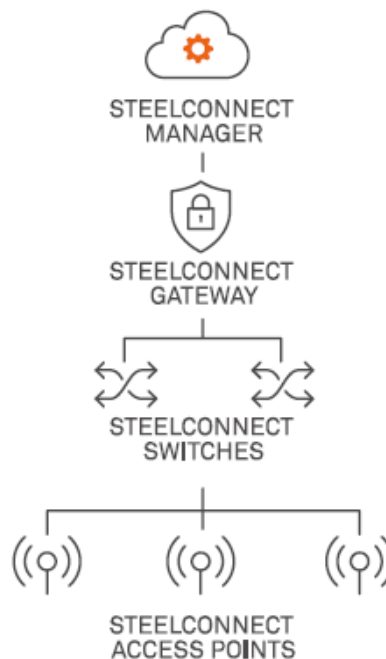 STEELCONNECT
MANAGER
STEELCONNECT
GATEWAY
STEELCONNECT
SWITCHES
STEELCONNECT
ACCESS POINTS